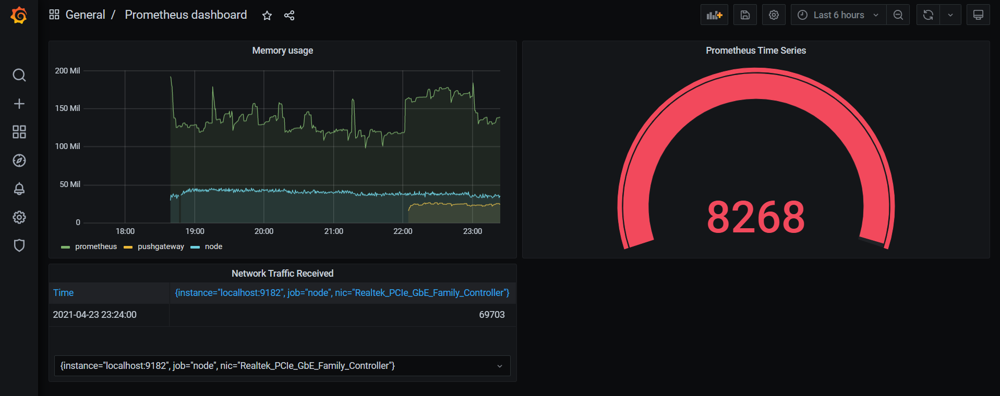 General / Prometheus dashboard
Last 6 hours
Memory usage
200 Mil
150 Mil
100 Mil
50 Mil
0
18:00 19:00 20:00 21:00 22:00 23:00
prometheus pushgateway node
Prometheus Time Series
8268
Network Traffic Received
Time {instance="localhost:9182", job="node", nic="Realtek_PCIe_GbE_Family_Controller"}
2021-04-23 23:24:00 69703
{instance="localhost:9182", job="node", nic="Realtek_PCIe_GbE_Family_Controller"}